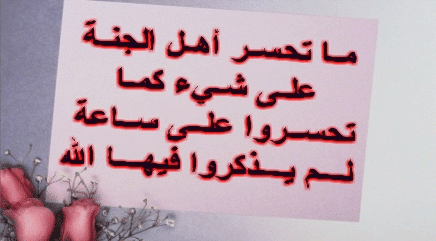 ما تحسر أهل الجنة
على شيء كما
تحسروا على ساعة
لم يذكروا فيها الله